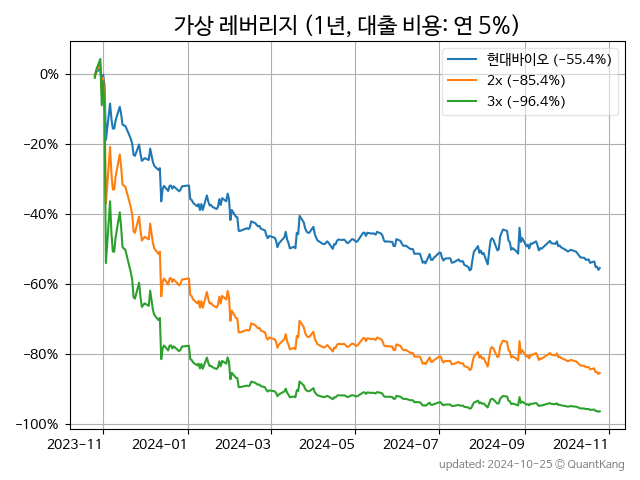 가상 레버리지 (1년, 대출 비용: 연 5%)
현대바이오 (−55.4%)
2x (−85.4%)
3x (−96.4%)
0%
−20%
−40%
−60%
−80%
−100%
2023-11 2024-01 2024-03 2024-05 2024-07 2024-09 2024-11
updated: 2024-10-25 © QuantKang